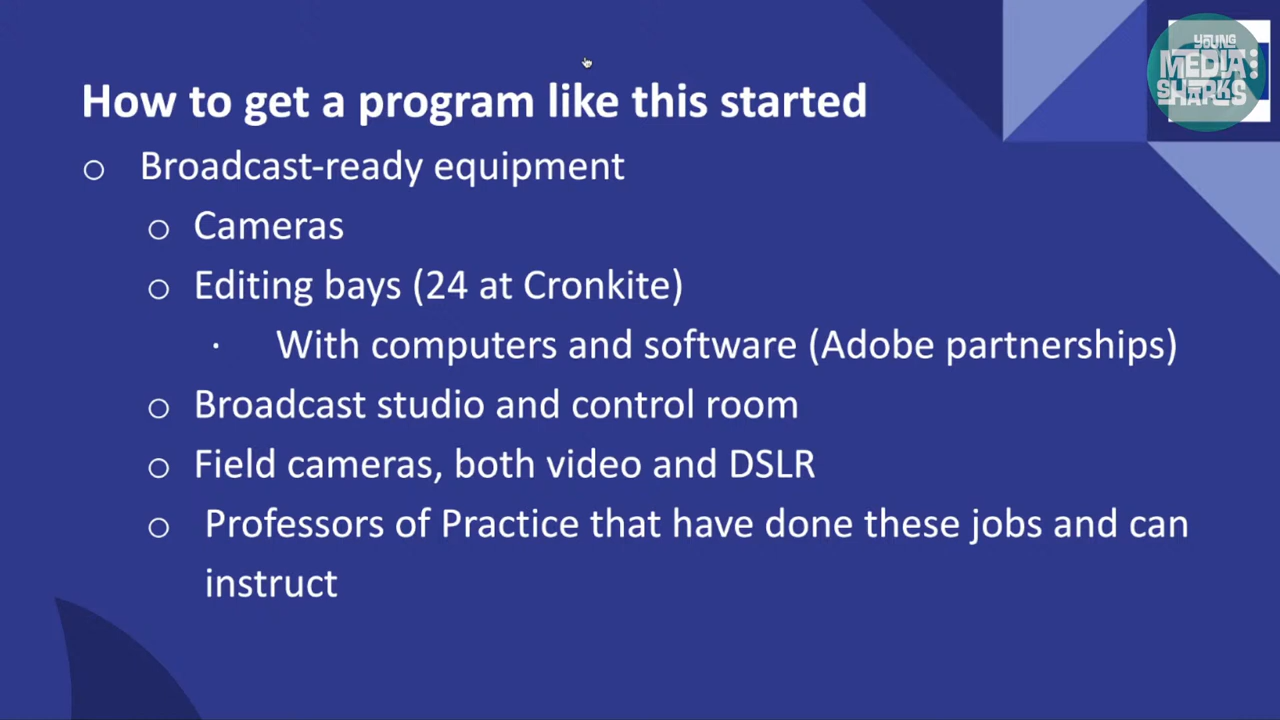 YOUNG
MEDIA
SHARKS
How to get a program like this started
o Broadcast-ready equipment
o Cameras
o Editing bays (24 at Cronkite)
· With computers and software (Adobe partnerships)
o Broadcast studio and control room
o Field cameras, both video and DSLR
o Professors of Practice that have done these jobs and can
instruct